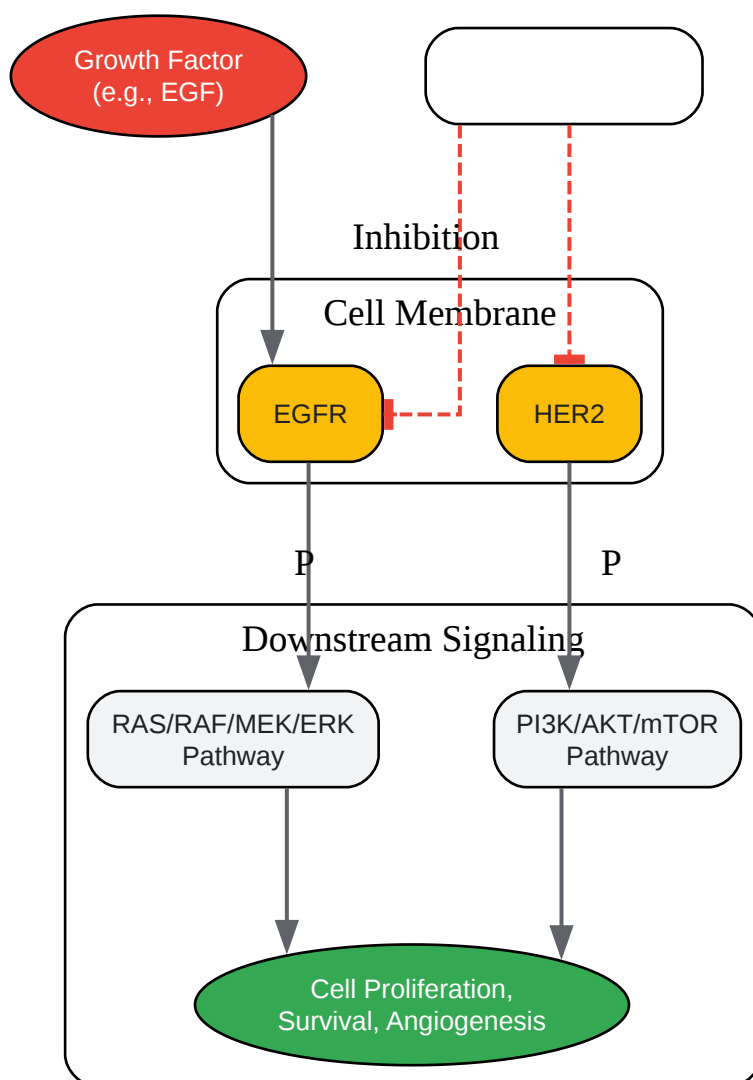 Growth Factor
(e.g., EGF)
Inhibition
Cell Membrane
EGFR
HER2
P
P
Downstream Signaling
RAS/RAF/MEK/ERK
Pathway
PI3K/AKT/mTOR
Pathway
Cell Proliferation,
Survival, Angiogenesis